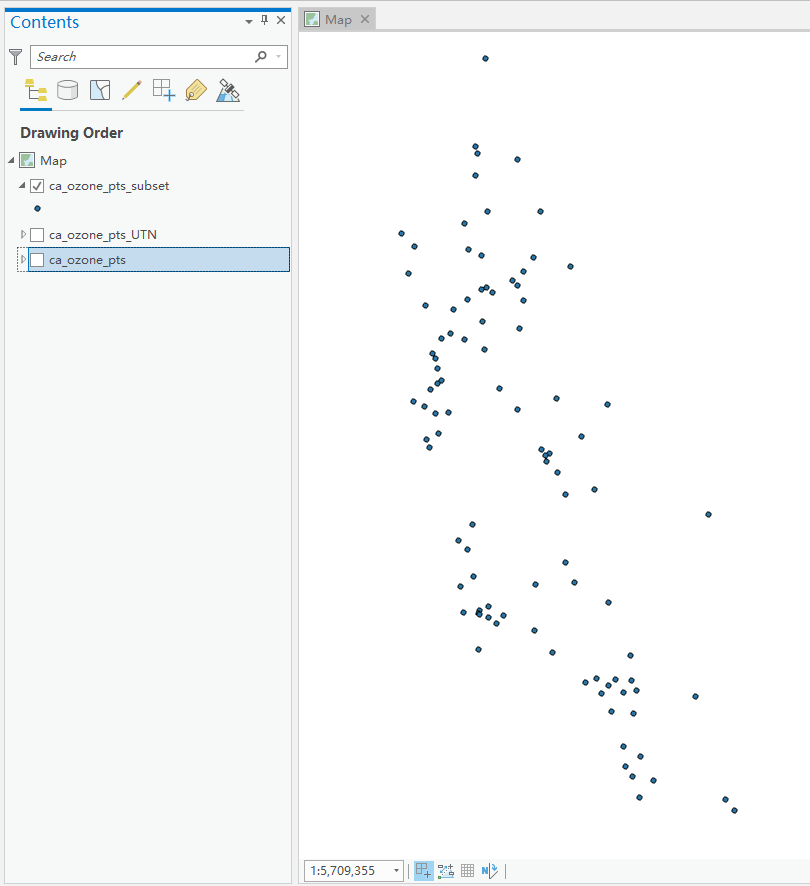 Contents
Map
Search
Drawing Order
Map
ca_ozone_pts_subset
ca_ozone_pts_UTN
ca_ozone_pts
1:5,709,355
N